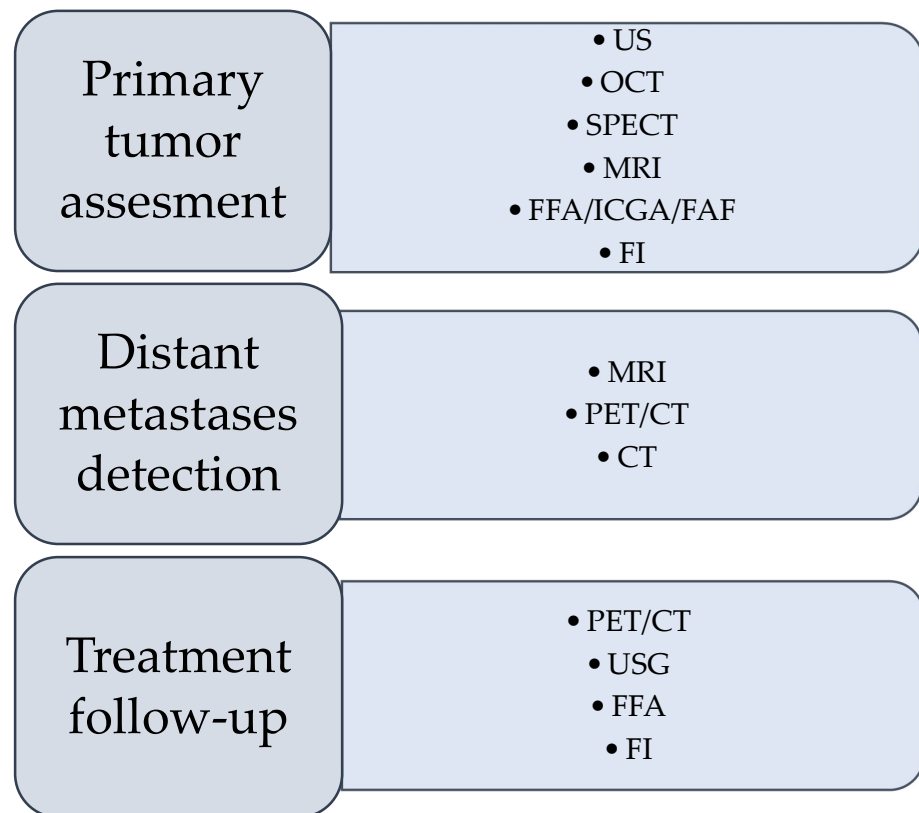 Primary
tumor
assesment
• US
• OCT
• SPECT
• MRI
• FFA/ICGA/FAF
• FI
Distant
metastases
detection
• MRI
• PET/CT
• CT
Treatment
follow-up
• PET/CT
• USG
• FFA
• FI